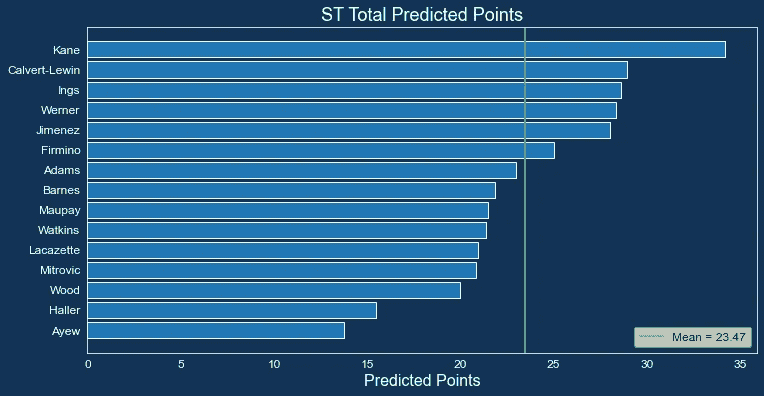 ST Total Predicted Points
Kane
Calvert-Lewin
Ings
Werner
Jimenez
Firmino
Adams
Barnes
Maupay
Watkins
Lacazette
Mitrovic
Wood
Haller
Ayew
Mean = 23.47
0 5 10 15 20 25 30 35
Predicted Points